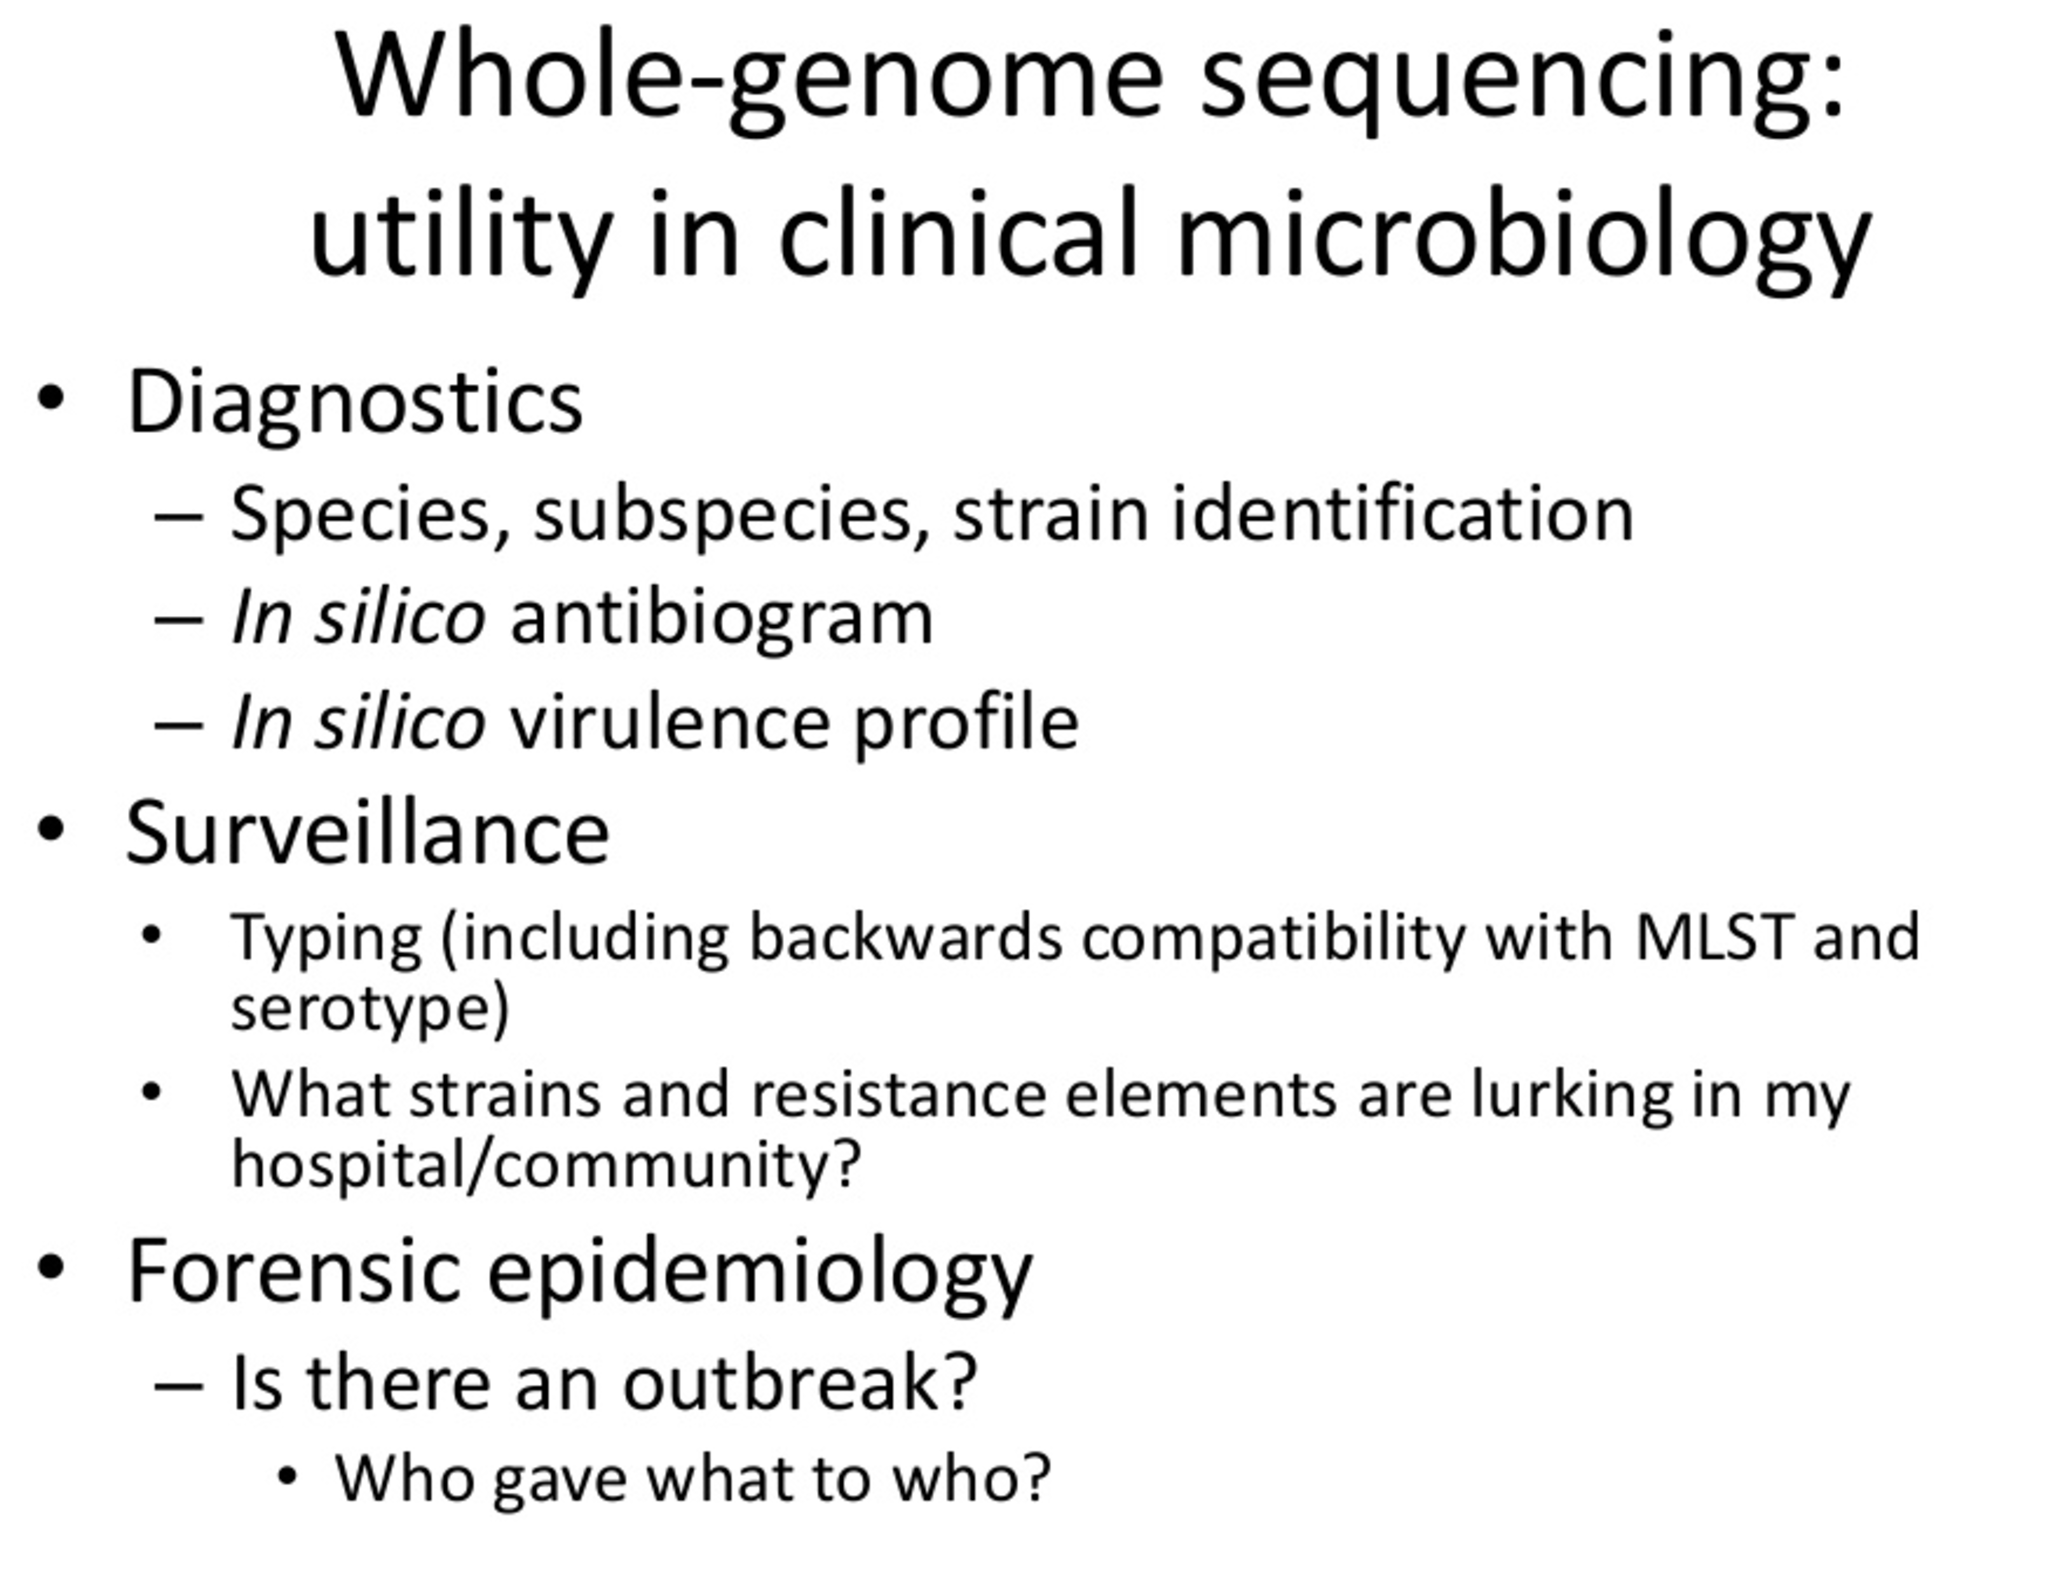 Whole-genome sequencing:
utility in clinical microbiology
• Diagnostics
– Species, subspecies, strain identification
– In silico antibiogram
– In silico virulence profile
• Surveillance
• Typing (including backwards compatibility with MLST and
serotype)
• What strains and resistance elements are lurking in my
hospital/community?
• Forensic epidemiology
– Is there an outbreak?
• Who gave what to who?